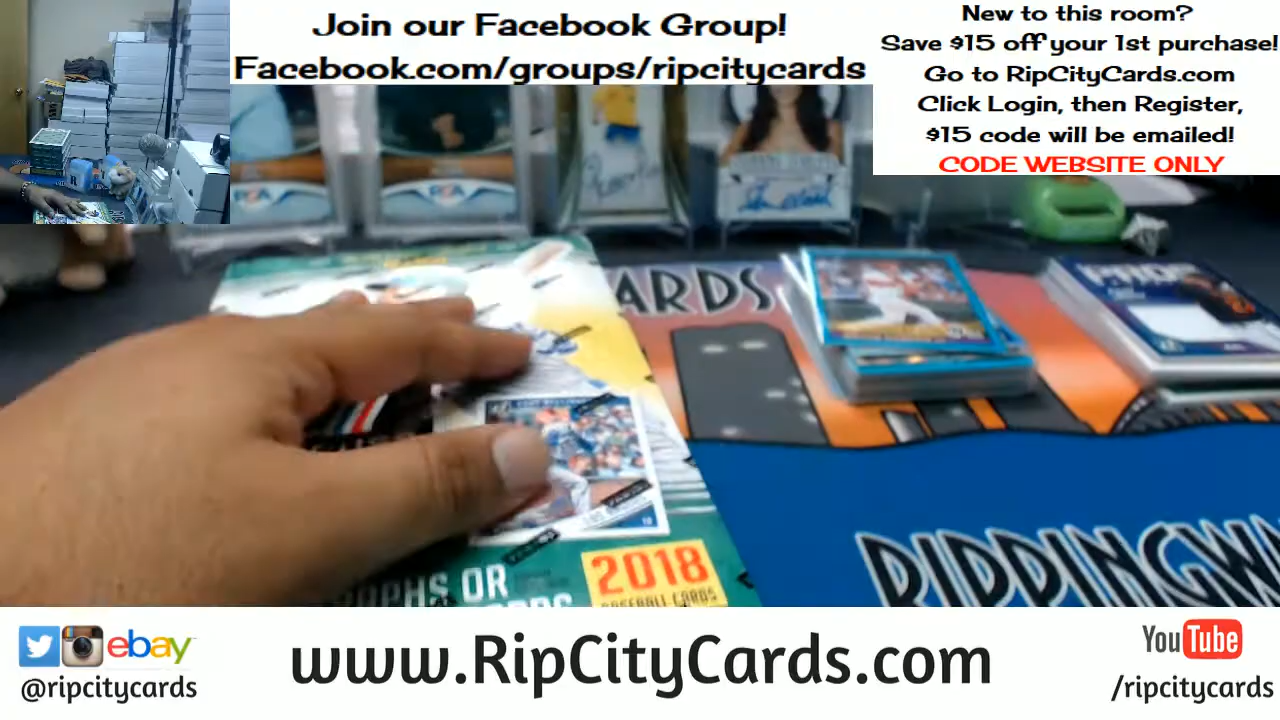 Join our Facebook Group!
Facebook.com/groups/ripcitycards
New to this room?
Save $15 off your 1st purchase!
Go to RipCityCards.com
Click Login, then Register,
$15 code will be emailed!
CODE WEBSITE ONLY
ARDS
OR
2018
BASEBALL CARDS
RIPPINGW
ebay
@ripcitycards
www.RipCityCards.com
YouTube
/ripcitycards